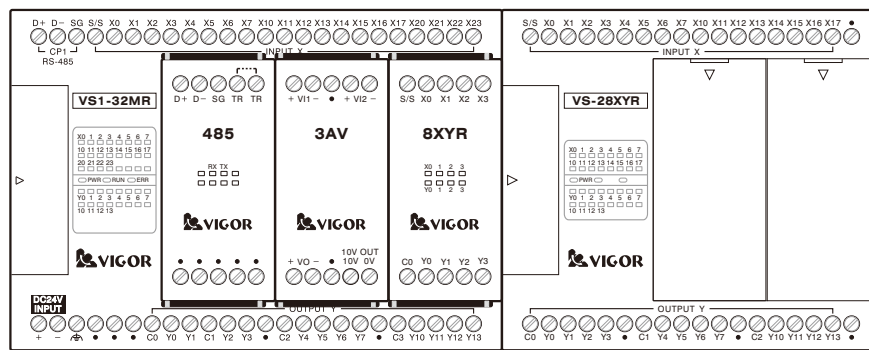 D+ D- SG S/S X0 X1 X2 X3 X4 X5 X6 X7 X10 X11 X12 X13 X14 X15 X16 X17 X20 X21 X22 X23
CP1
RS-485
INPUT X
VS1-32MR
X0 1 2 3 4 5 6 7
10 11 12 13 14 15 16 17
20 21 22 23
PWR RUN ERR
Y0 1 2 3 4 5 6 7
10 11 12 13
VIGOR
D+ D- SG TR TR
485
RX TX
VIGOR
+ VI1 - • + VI2 -
3AV
VIGOR
+ VO - • 10V 0V
10V OUT
S/S X0 X1 X2 X3
8XYR
X0 1 2 3
Y0 1 2 3
VIGOR
C0 Y0 Y1 Y2 Y3
DC24V
INPUT
OUTPUT Y
+ - • • • C0 Y0 Y1 C1 Y2 Y3 • C2 Y4 Y5 Y6 Y7 • C3 Y10 Y11 Y12 Y13
S/S X0 X1 X2 X3 X4 X5 X6 X7 X10 X11 X12 X13 X14 X15 X16 X17 •
INPUT X
VS-28XYR
X0 1 2 3 4 5 6 7
10 11 12 13 14 15 16 17
PWR
Y0 1 2 3 4 5 6 7
10 11 12 13
VIGOR
OUTPUT Y
C0 Y0 Y1 Y2 Y3 • C1 Y4 Y5 Y6 Y7 • C2 Y10 Y11 Y12 Y13 •